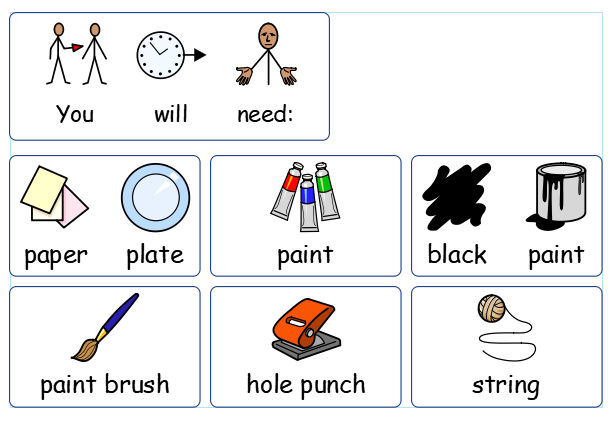 You will need:
paper plate
paint
black paint
paint brush
hole punch
string